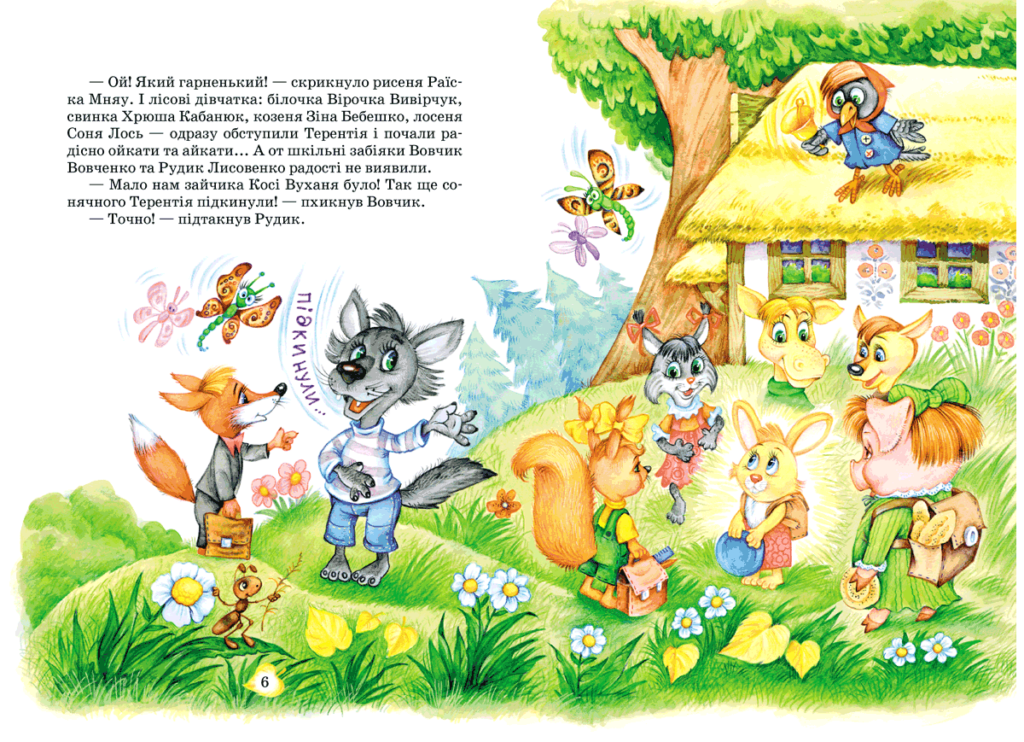 — Ой! Який гарненький! — скрикнуло рисеня Раїс-
ка Мняу. І лісові дівчатка: білочка Вірочка Вивірчук,
свинка Хрюша Кабанюк, козеня Зіна Бебешко, лосеня
Соня Лось — одразу обступили Терентія і почали ра-
дісно ойкати та айкати... А от шкільні забіяки Вовчик
Вовченко та Рудик Лисовенко радості не виявили.
— Мало нам зайчика Косі Вуханя було! Так ще со-
нячного Терентія підкинули! — пхикнув Вовчик.
— Точно! — підтакнув Рудик.
підкинули...
6